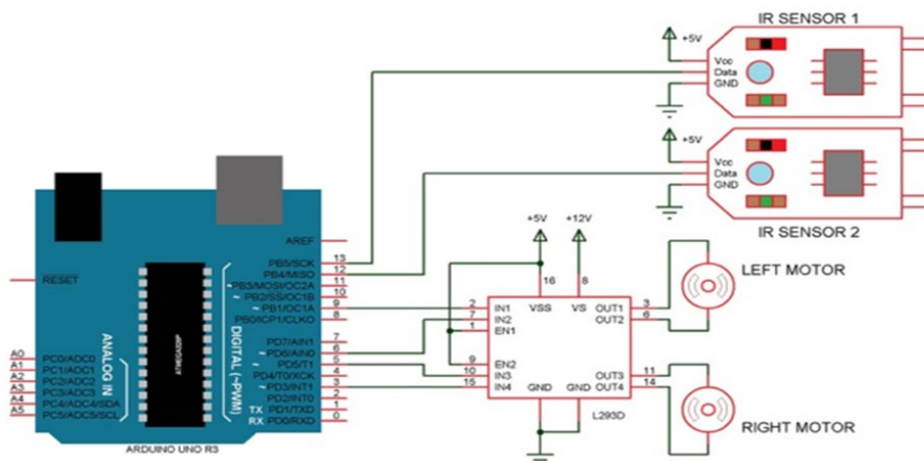 IR SENSOR 1
+5V
Vcc
Data
GND
+5V
Vcc
Data
GND
IR SENSOR 2
AREF
RESET
PB5/SCK 13
PB4/MISO 12
~PB3/MOSI/OC2A 11
~PB2/SS/OC1B 10
~PB1/OC1A 9
PB0/ICP1/CLKO 8
PD7/AIN1 7
~PD6/AIN0 6
~PD5/T1 5
PD4/T0/XCK 4
~PD3/INT1 3
PD2/INT0 2
TX PD1/TXD 1
RX PD0/RXD 0
ATMEGA328P
DIGITAL (~PWM)
ANALOG IN
A0 PC0/ADC0
A1 PC1/ADC1
A2 PC2/ADC2
A3 PC3/ADC3
A4 PC4/ADC4/SDA
A5 PC5/ADC5/SCL
ARDUINO UNO R3
+5V +12V
16 8
2 IN1 VSS VS OUT1 3
7 IN2 OUT2 6
1 EN1
9 EN2
10 IN3 OUT3 11
15 IN4 GND GND OUT4 14
L293D
LEFT MOTOR
RIGHT MOTOR